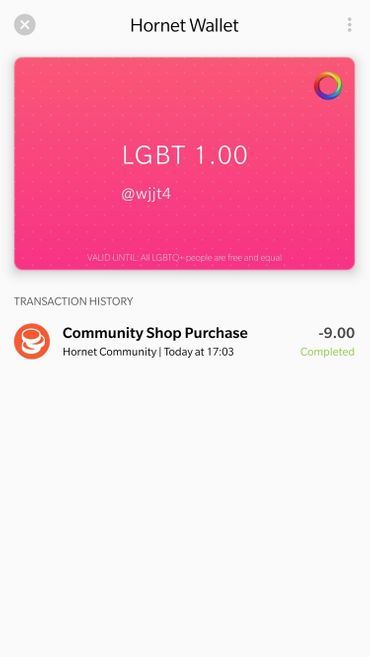 Hornet Wallet
LGBT 1.00
@wjjt4
VALID UNTIL: All LGBTQ+ people are free and equal
TRANSACTION HISTORY
Community Shop Purchase -9.00
Hornet Community | Today at 17:03 Completed